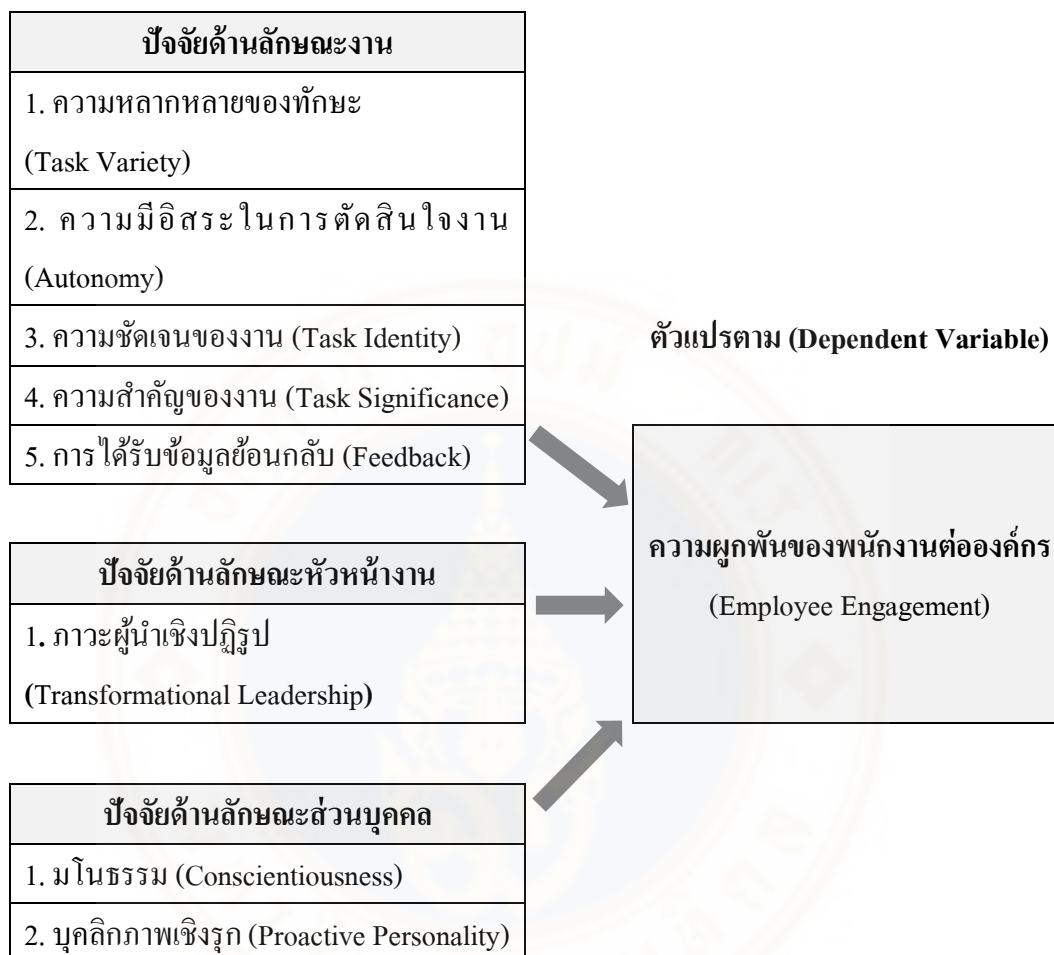 ปัจจัยด้านลักษณะงาน
1. ความหลากหลายของทักษะ
(Task Variety)
2. ความมีอิสระในการตัดสินใจงาน
(Autonomy)
3. ความชัดเจนของงาน (Task Identity)
4. ความสำคัญของงาน (Task Significance)
5. การได้รับข้อมูลย้อนกลับ (Feedback)
ปัจจัยด้านลักษณะหัวหน้างาน
1. ภาวะผู้นำเชิงปฏิรูป
(Transformational Leadership)
ปัจจัยด้านลักษณะส่วนบุคคล
1. มโนธรรม (Conscientiousness)
2. บุคลิกภาพเชิงรุก (Proactive Personality)
ตัวแปรตาม (Dependent Variable)
ความผูกพันของพนักงานต่อองค์กร
(Employee Engagement)